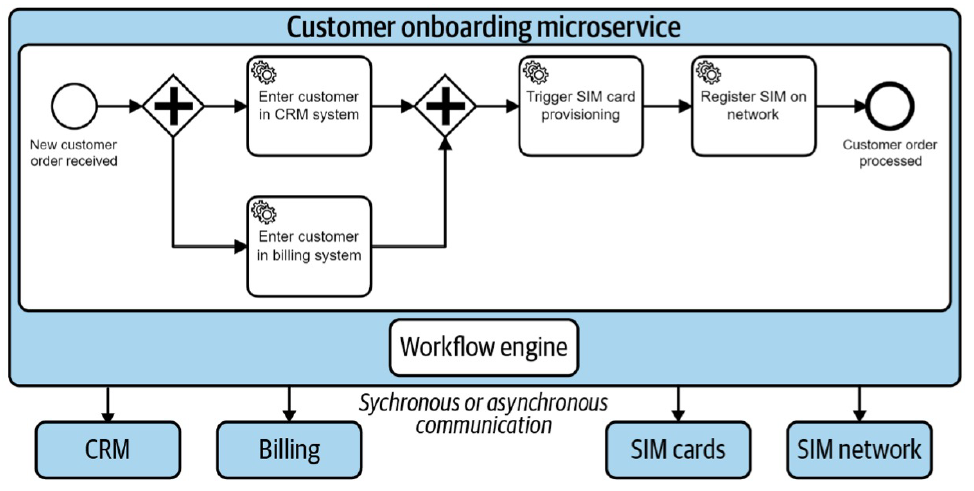 Customer onboarding microservice
Enter customer
in CRM system
Trigger SIM card
provisioning
Register SIM on
network
New customer
order received
Customer order
processed
Enter customer
in billing system
Workflow engine
Sychronous or asynchronous
communication
CRM
Billing
SIM cards
SIM network